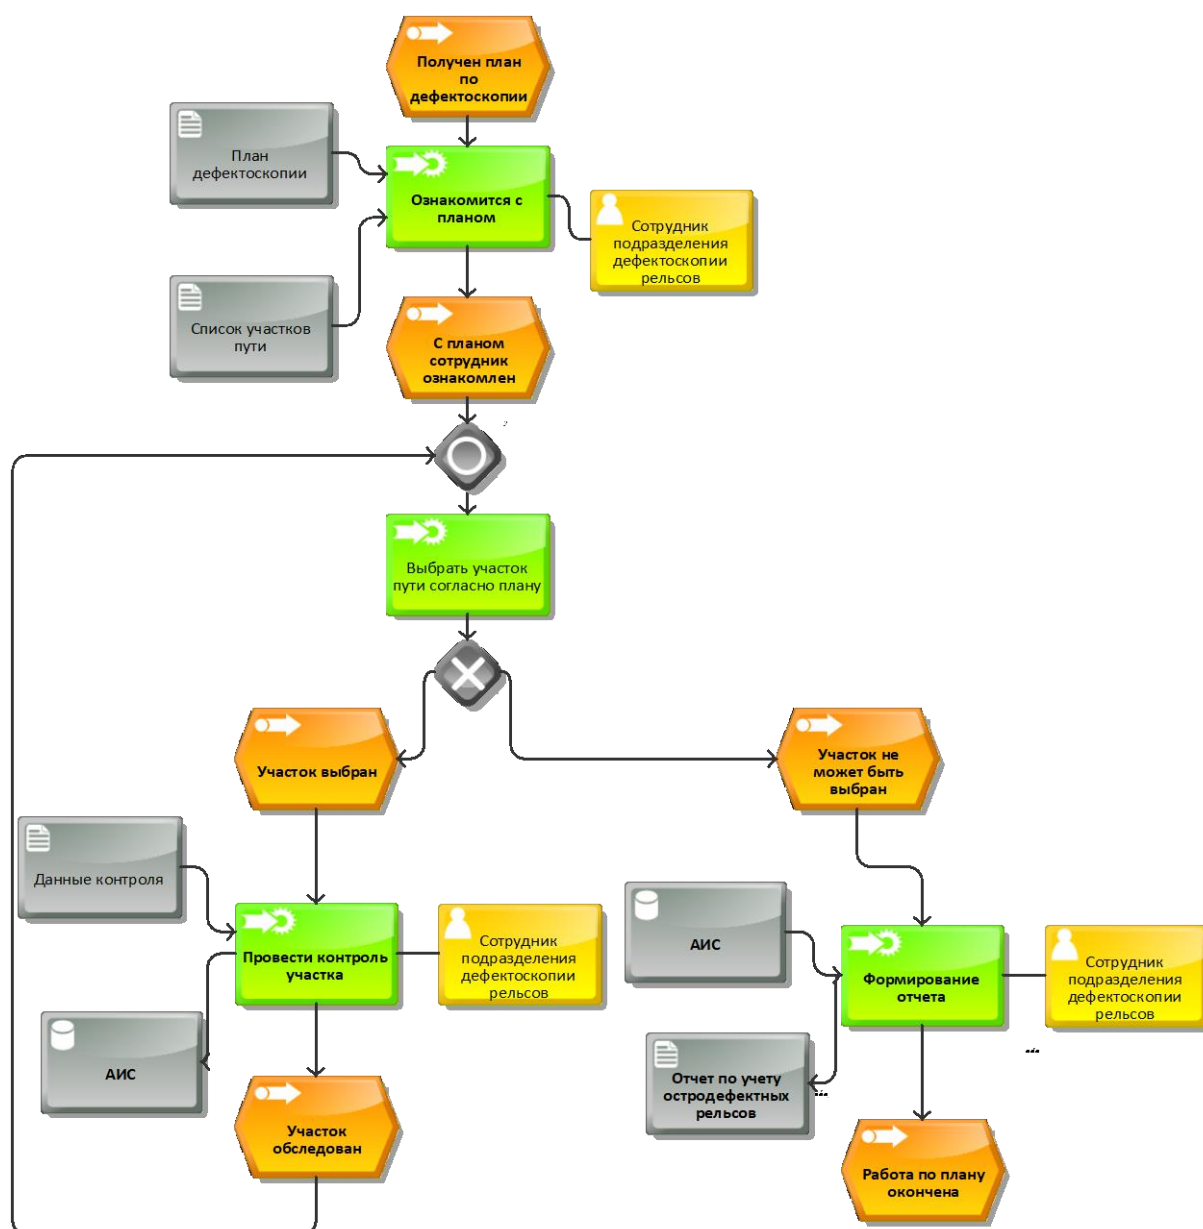 Получен план
по
дефектоскопии
План
дефектоскопии
Ознакомится с
планом
Сотрудник
подразделения
дефектоскопии
рельсов
Список участков
пути
С планом
сотрудник
ознакомлен
Выбрать участок
пути согласно плану
Участок выбран
Участок не
может быть
выбран
Данные контроля
Провести контроль
участка
Сотрудник
подразделения
дефектоскопии
рельсов
АИС
АИС
Формирование
отчета
Сотрудник
подразделения
дефектоскопии
рельсов
Отчет по учету
остродефектных
рельсов
Участок
обследован
Работа по плану
окончена